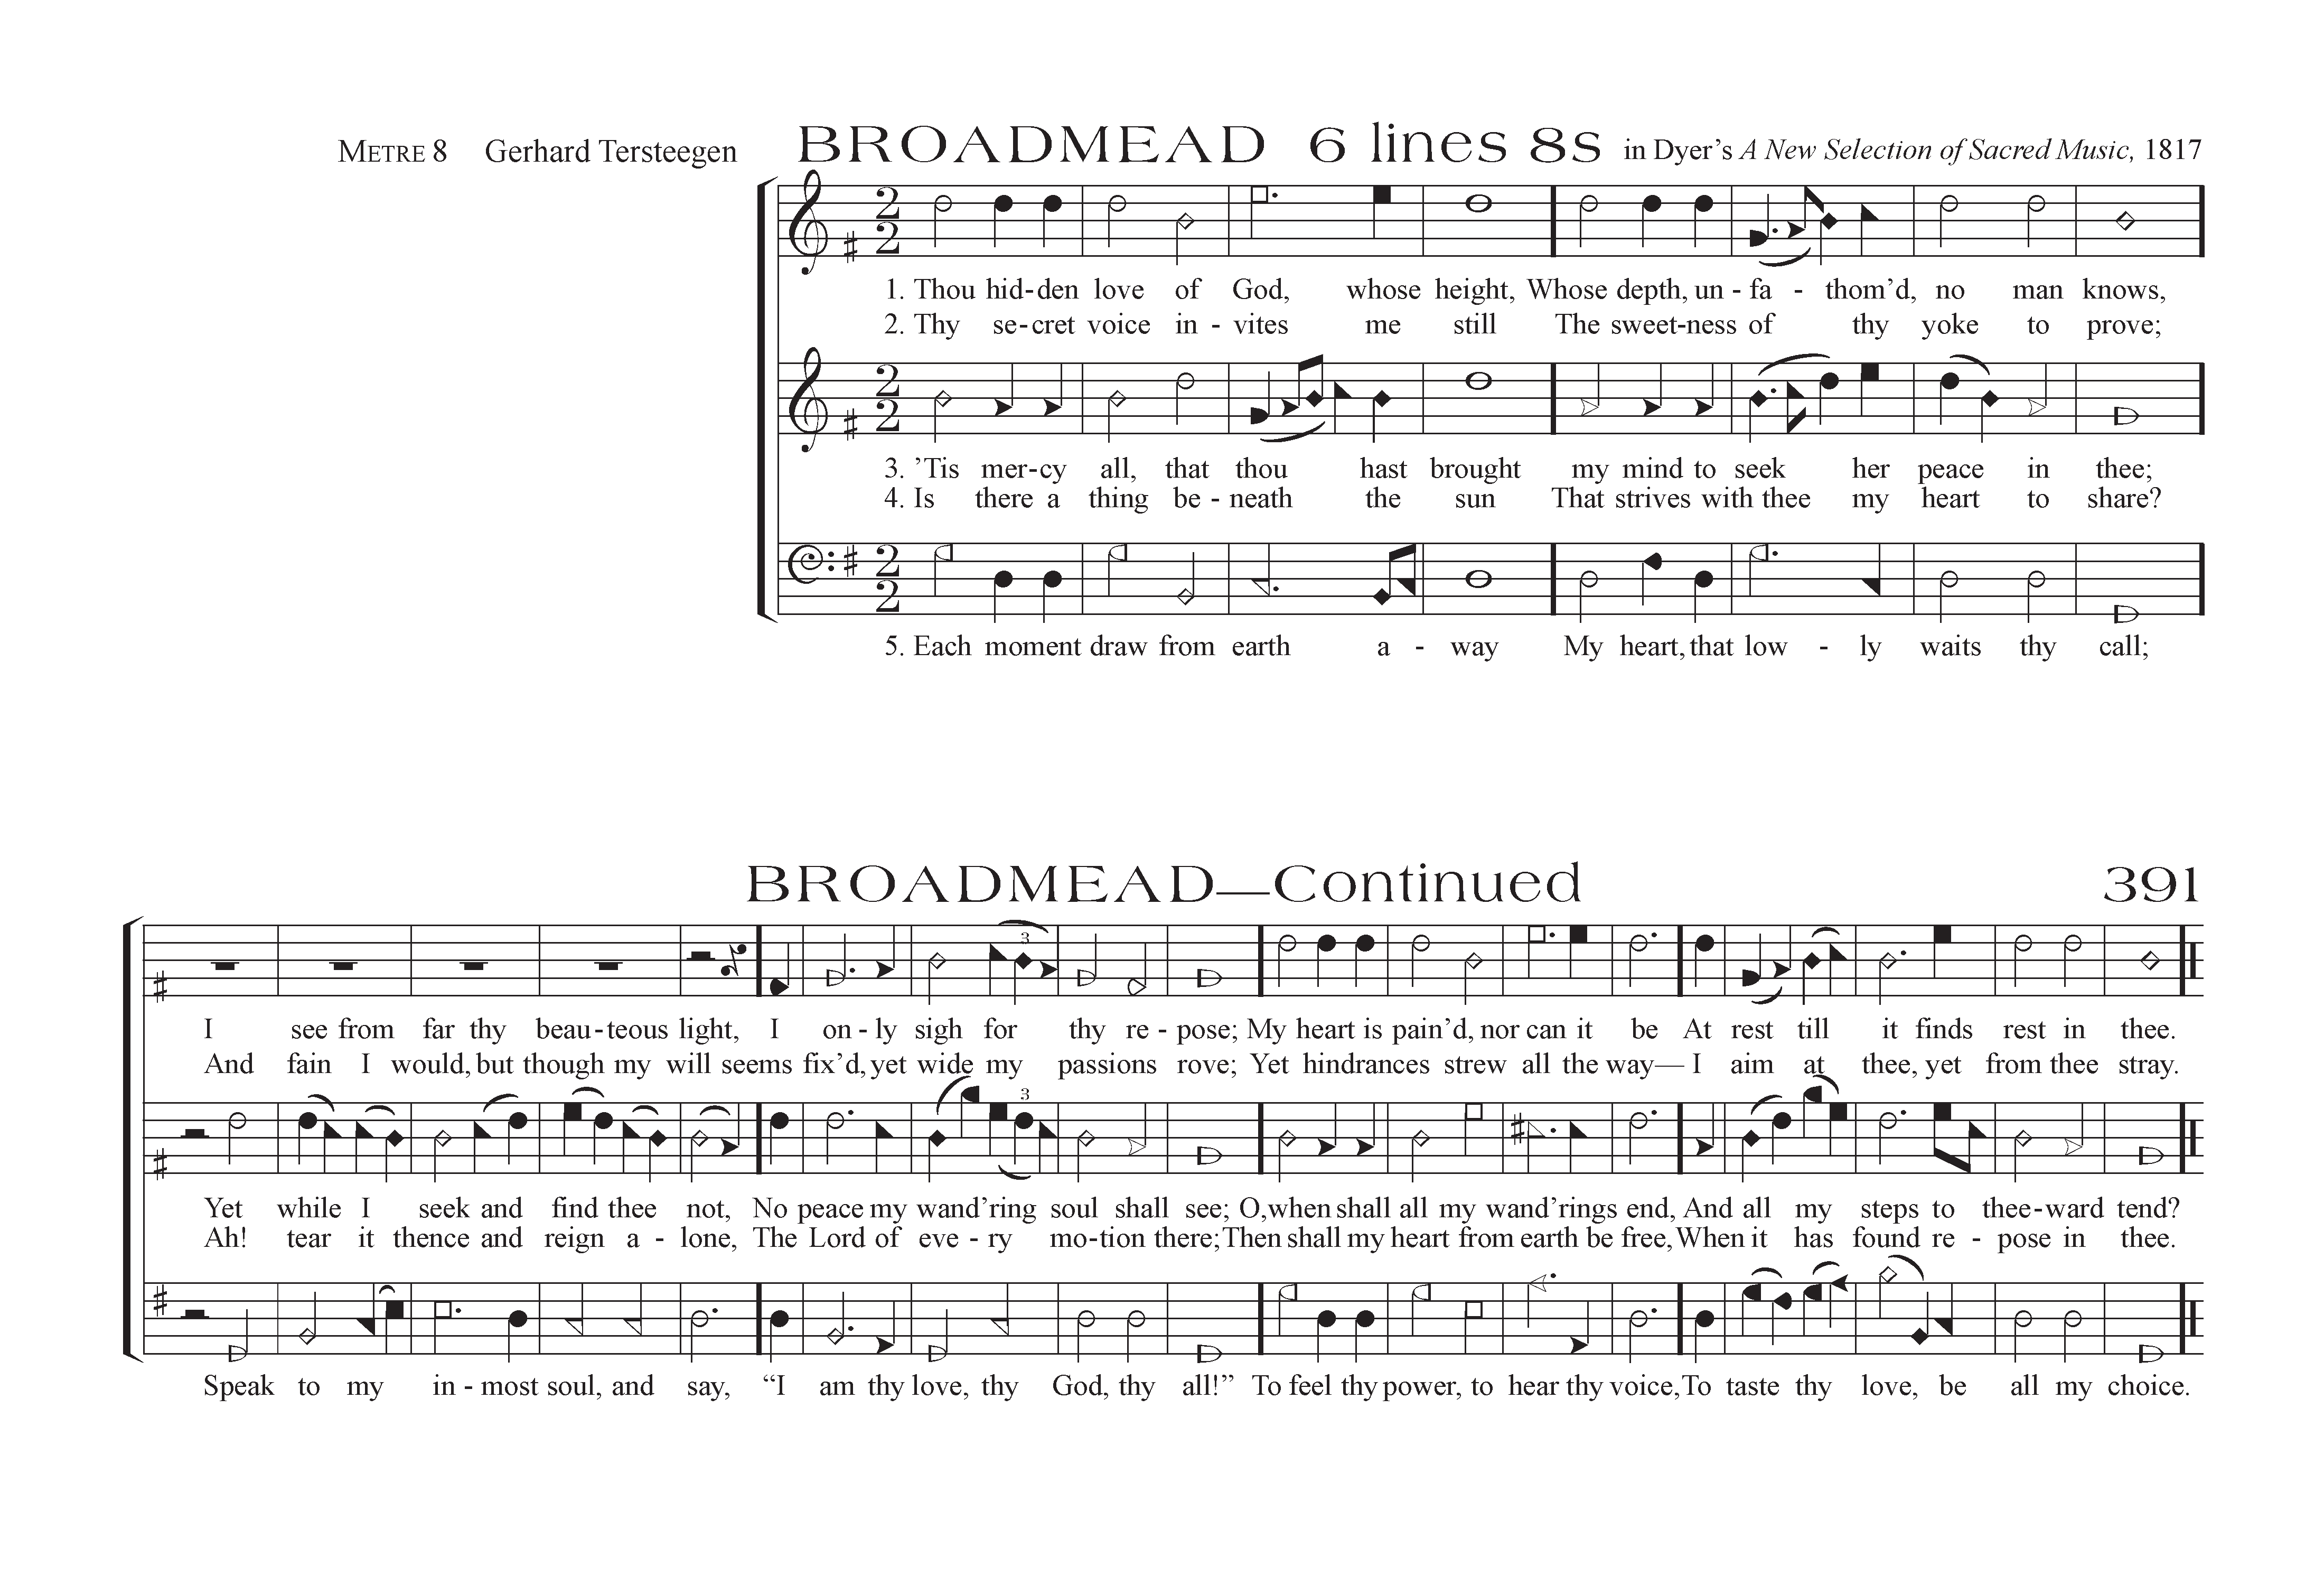 METRE 8 Gerhard Tersteegen BROADMEAD 6 lines 8s in Dyer’s A New Selection of Sacred Music, 1817
2 2
1. Thou hid-den love of God, whose height, Whose depth, un - fa - thom’d, no man knows,
2. Thy se-cret voice in - vites me still The sweet-ness of thy yoke to prove;
2 2
3. ’Tis mer-cy all, that thou hast brought my mind to seek her peace in thee;
4. Is there a thing be - neath the sun That strives with thee my heart to share?
2 2
5. Each moment draw from earth a - way My heart, that low - ly waits thy call;
BROADMEAD—Continued 391
3
I see from far thy beau-teous light, I on-ly sigh for thy re - pose; My heart is pain’d, nor can it be At rest till it finds rest in thee.
And fain I would, but though my will seems fix’d, yet wide my passions rove; Yet hindrances strew all the way— I aim at thee, yet from thee stray.
3
Yet while I seek and find thee not, No peace my wand’ring soul shall see; O, when shall all my wand’rings end, And all my steps to thee-ward tend?
Ah! tear it thence and reign a - lone, The Lord of eve - ry mo-tion there; Then shall my heart from earth be free, When it has found re - pose in thee.
Speak to my in - most soul, and say, “I am thy love, thy God, thy all!” To feel thy power, to hear thy voice, To taste thy love, be all my choice.